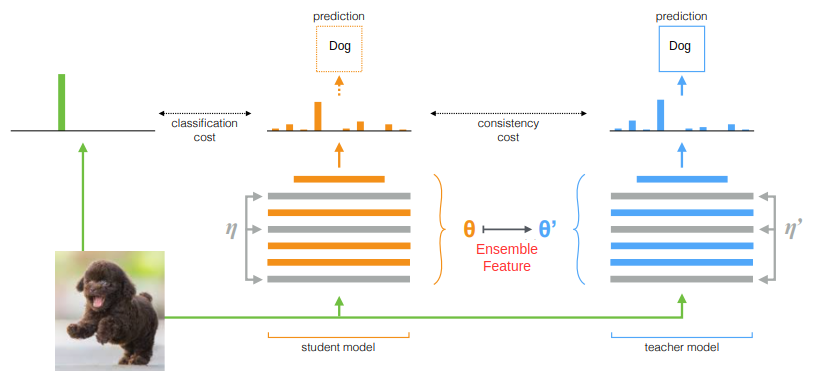 prediction
prediction
Dog
Dog
classification
cost
consistency
cost
η
θ
θ’
η’
Ensemble
Feature
student model
teacher model